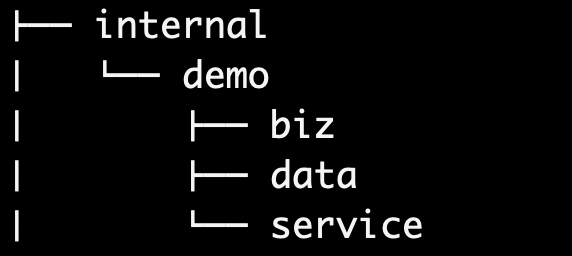 ├── internal
|   └── demo
|       ├── biz
|       ├── data
|       └── service